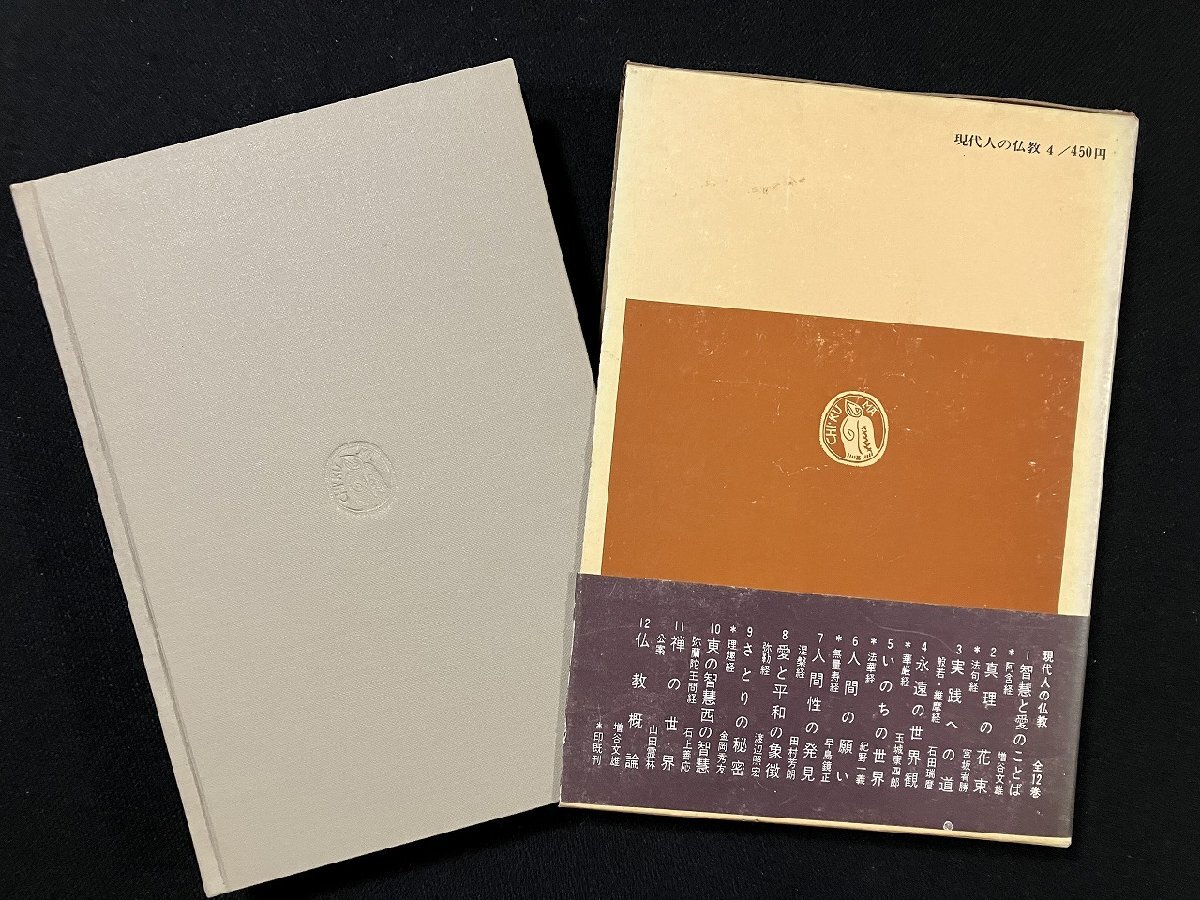 現代人の仏教 4／450円
CHIKUMA
現代人の仏教 全12巻
1 智慧と愛のことば
*阿含経 増谷文雄
2 真理の花束
*法句経 宮坂宥勝
3 実践への道
般若・維摩経 石田瑞麿
4 永遠の世界観
*華厳経 玉城康四郎
5 いのちの世界
*法華経 紀野一義
6 人間の願い
*無量寿経 早島鏡正
7 人間性の発見
涅槃経 田村芳朗
8 愛と平和の象徴
弥勒経 渡辺照宏
9 さとりの秘密
*理趣経 金岡秀友
10 東の智慧西の智慧
弥蘭陀王問経 石上善応
11 禅の世界
公案 山田霊林
12 仏教概論
増谷文雄
*印既刊